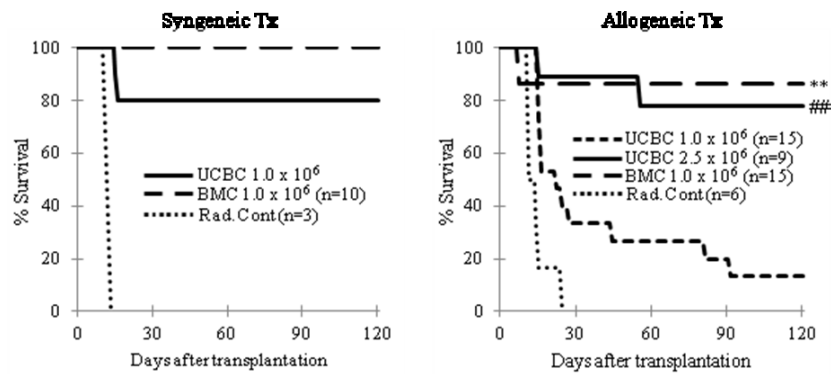 Syngeneic Tx
100
80
60
40
20
0
% Survival
UCBC 1.0 x 10⁶
BMC 1.0 x 10⁶ (n=10)
Rad. Cont (n=3)
0 30 60 90 120
Days after transplantation
Allogeneic Tx
100
80
60
40
20
0
% Survival
**
##
UCBC 1.0 x 10⁶ (n=15)
UCBC 2.5 x 10⁶ (n=9)
BMC 1.0 x 10⁶ (n=15)
Rad. Cont (n=6)
0 30 60 90 120
Days after transplantation